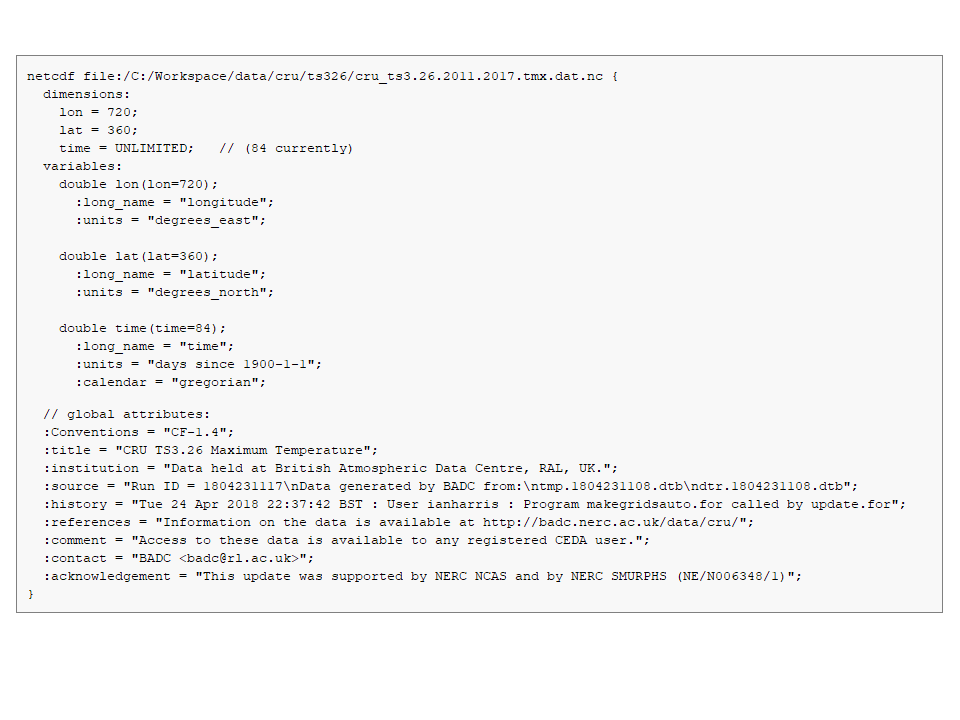 netcdf file:/C:/Workspace/data/cru/ts326/cru_ts3.26.2011.2017.tmx.dat.nc {
  dimensions:
    lon = 720;
    lat = 360;
    time = UNLIMITED;   // (84 currently)
  variables:
    double lon(lon=720);
      :long_name = "longitude";
      :units = "degrees_east";

    double lat(lat=360);
      :long_name = "latitude";
      :units = "degrees_north";

    double time(time=84);
      :long_name = "time";
      :units = "days since 1900-1-1";
      :calendar = "gregorian";

  // global attributes:
  :Conventions = "CF-1.4";
  :title = "CRU TS3.26 Maximum Temperature";
  :institution = "Data held at British Atmospheric Data Centre, RAL, UK.";
  :source = "Run ID = 1804231117\nData generated by BADC from:\ntmp.1804231108.dtb\ndtr.1804231108.dtb";
  :history = "Tue 24 Apr 2018 22:37:42 BST : User ianharris : Program makegridsauto.for called by update.for";
  :references = "Information on the data is available at http://badc.nerc.ac.uk/data/cru/";
  :comment = "Access to these data is available to any registered CEDA user.";
  :contact = "BADC <badc@rl.ac.uk>";
  :acknowledgement = "This update was supported by NERC NCAS and by NERC SMURPHS (NE/N006348/1)";
}